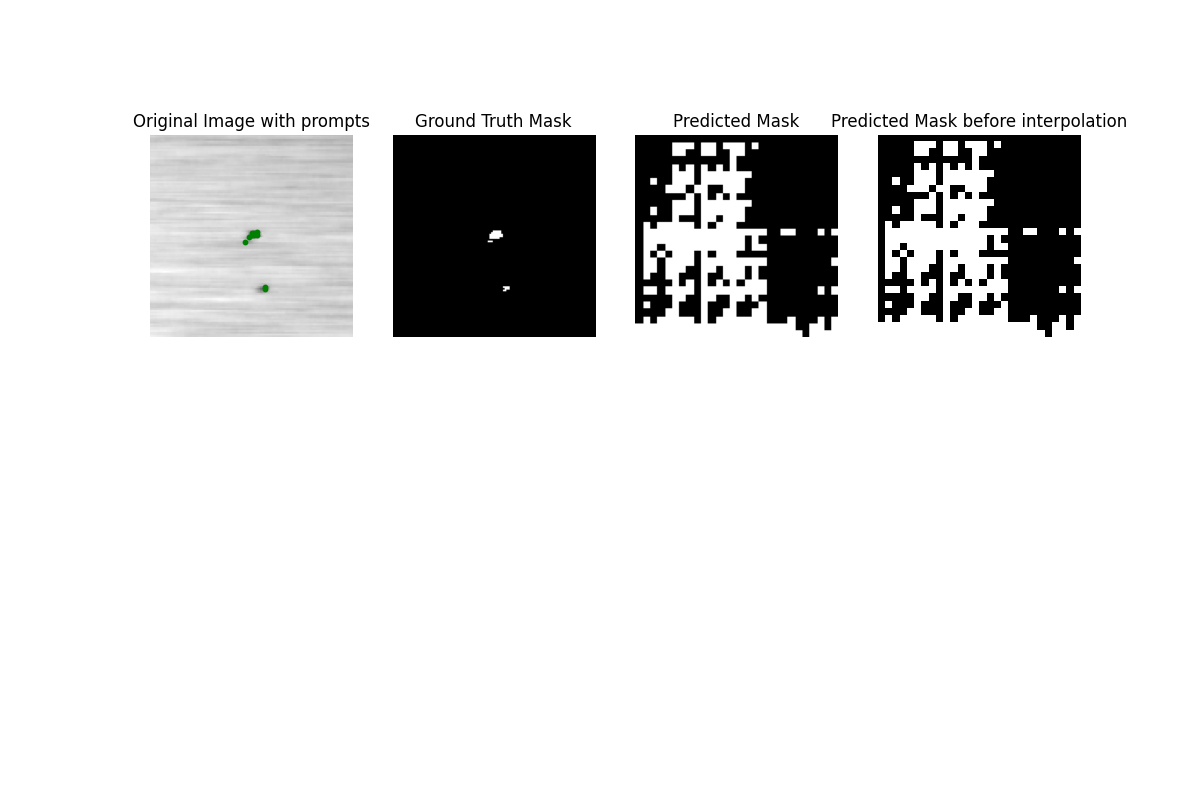 Original Image with prompts
Ground Truth Mask
Predicted Mask
Predicted Mask before interpolation